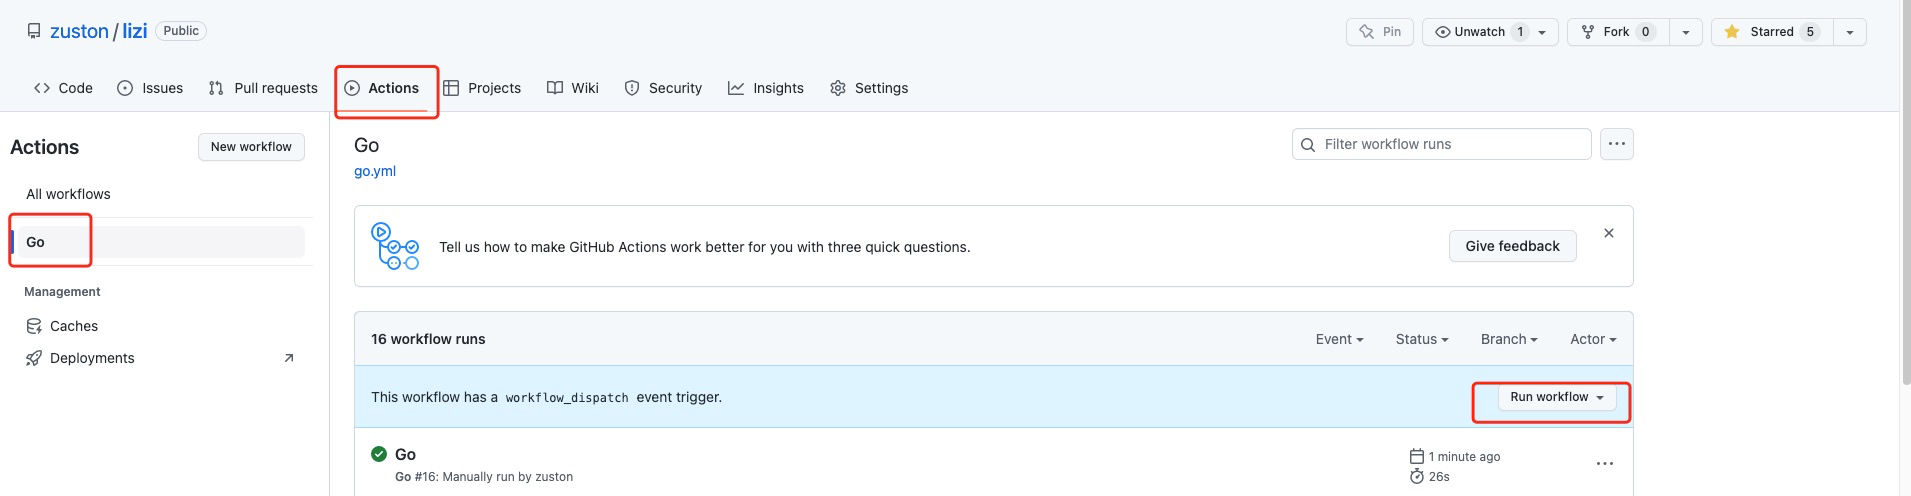 zuston / lizi Public Pin Unwatch 1 Fork 0 Starred 5
Code Issues Pull requests Actions Projects Wiki Security Insights Settings
Actions New workflow
All workflows
Go
Management
Caches
Deployments
Go
go.yml
Filter workflow runs
Tell us how to make GitHub Actions work better for you with three quick questions. Give feedback
16 workflow runs Event Status Branch Actor
This workflow has a workflow_dispatch event trigger. Run workflow
Go
Go #16: Manually run by zuston
1 minute ago
26s